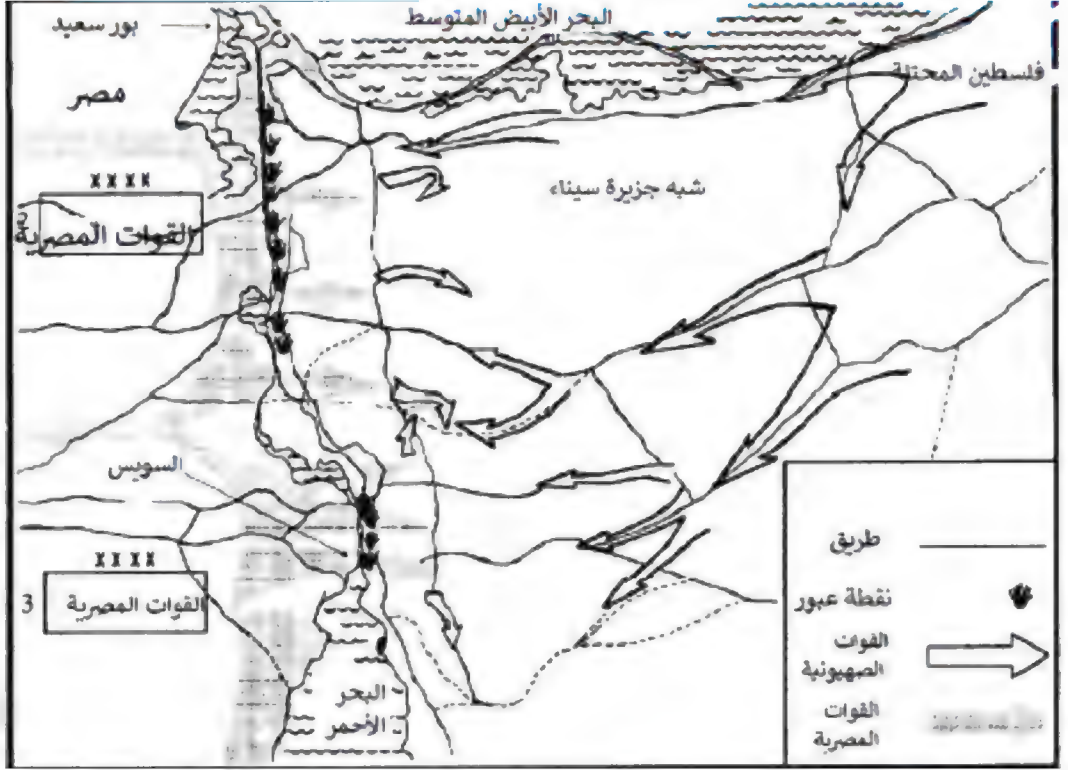 البحر الأبيض المتوسط
بور سعيد
فلسطين المحتلة
مصر
شبه جزيرة سيناء
XXXX
2
القوات المصرية
السويس
XXXX
3
القوات المصرية
البحر
الأحمر
طريق
نقطة عبور
القوات
الصهيونية
القوات
المصرية